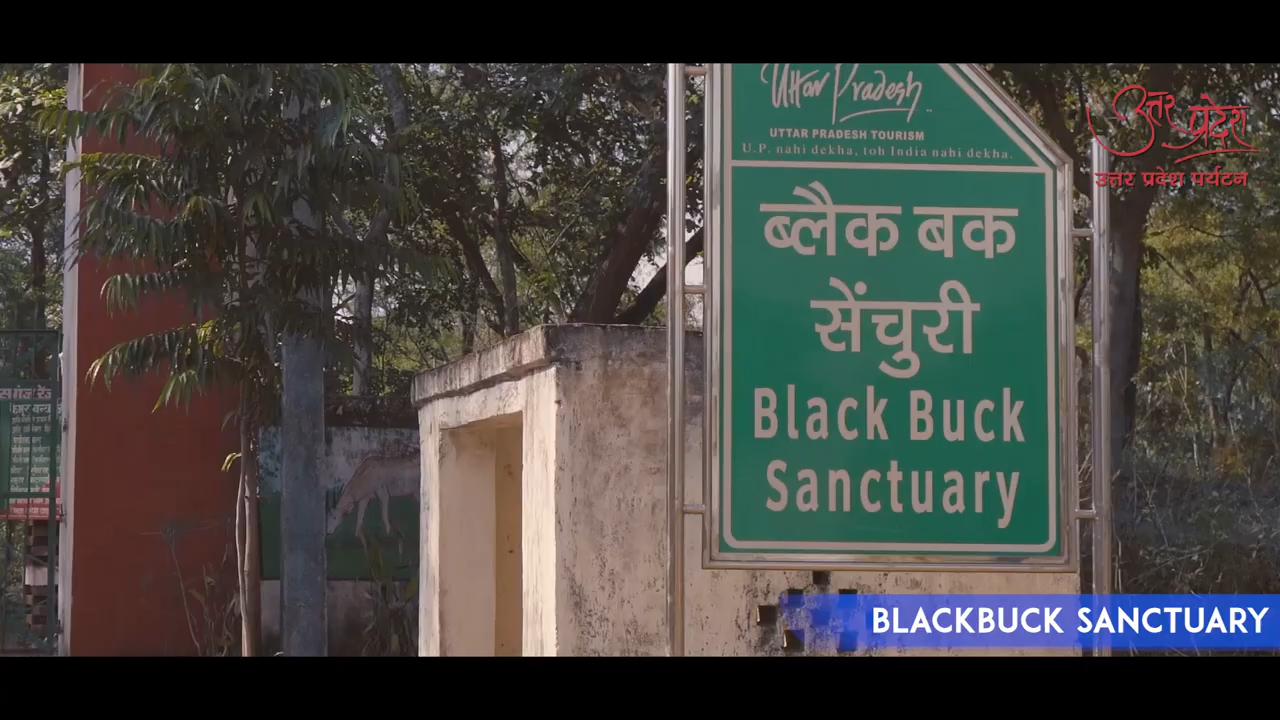 Uttar Pradesh
UTTAR PRADESH TOURISM
U.P. nahi dekha, toh India nahi dekha.
ब्लैक बक
सेंचुरी
Black Buck
Sanctuary
उत्तर प्रदेश
उत्तर प्रदेश पर्यटन
BLACKBUCK SANCTUARY